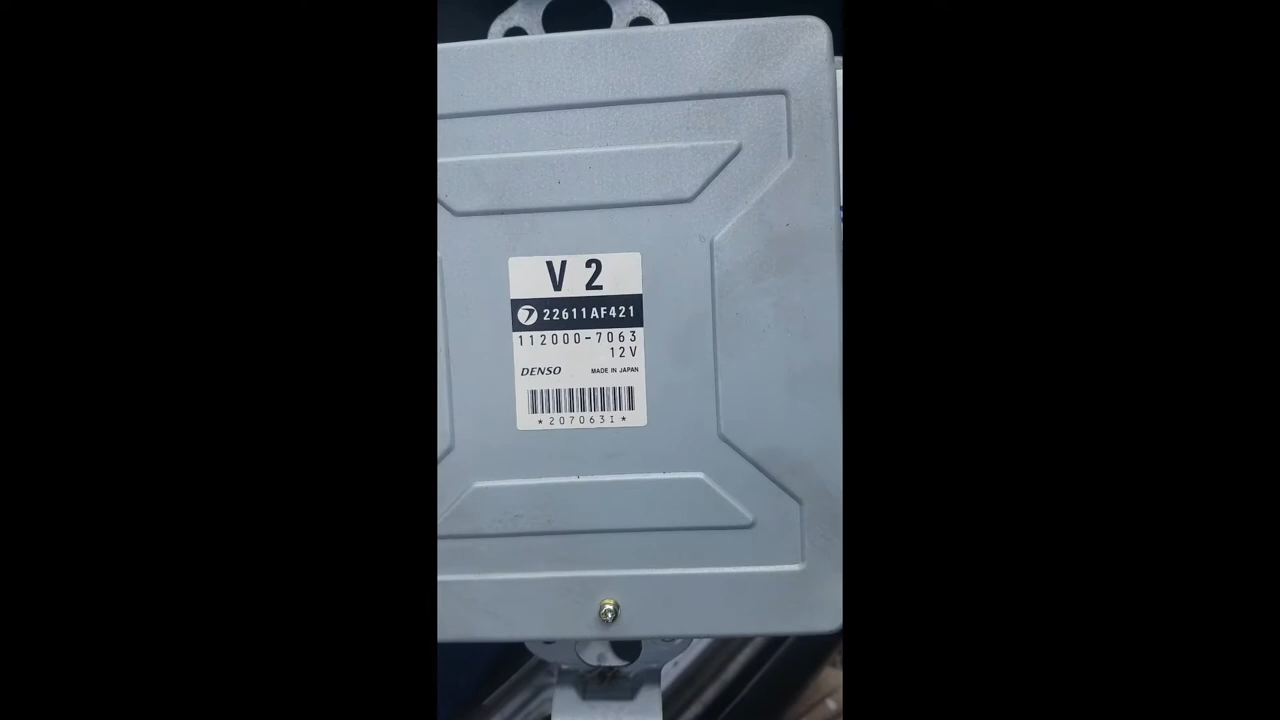 V 2
22611AF421
112000-7063
12V
DENSO MADE IN JAPAN
*207063I*